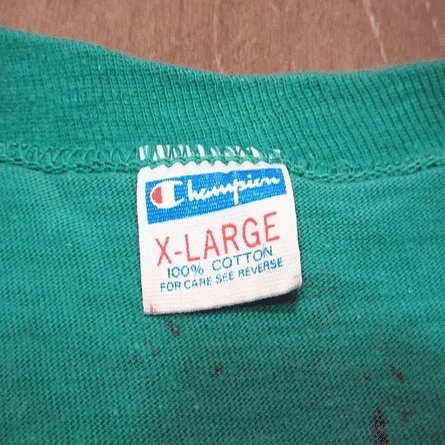 Champion
X-LARGE
100% COTTON
FOR CARE SEE REVERSE